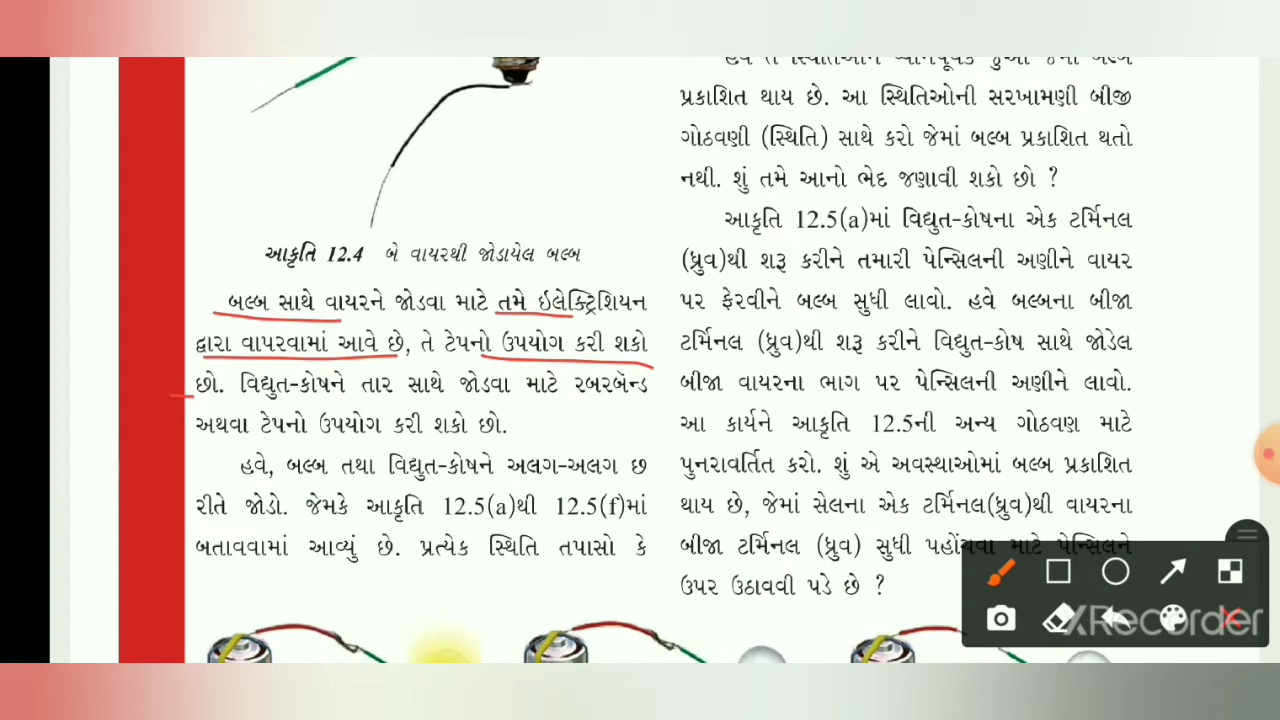 આકૃતિ 12.4 બે વાયરથી જોડાયેલ બલ્બ
બલ્બ સાથે વાયરને જોડવા માટે તમે ઇલેક્ટ્રિશિયન
દ્વારા વાપરવામાં આવે છે, તે ટેપનો ઉપયોગ કરી શકો
છો. વિદ્યુત-કોષને તાર સાથે જોડવા માટે રબરબૅન્ડ
અથવા ટેપનો ઉપયોગ કરી શકો છો.
હવે, બલ્બ તથા વિદ્યુત-કોષને અલગ-અલગ છ
રીતે જોડો. જેમકે આકૃતિ 12.5(a)થી 12.5(f)માં
બતાવવામાં આવ્યું છે. પ્રત્યેક સ્થિતિ તપાસો કે
હવે તે સ્થિતિઓને ધ્યાનપૂર્વક જુઓ જેમાં બલ્બ
પ્રકાશિત થાય છે. આ સ્થિતિઓની સરખામણી બીજી
ગોઠવણી (સ્થિતિ) સાથે કરો જેમાં બલ્બ પ્રકાશિત થતો
નથી. શું તમે આનો ભેદ જણાવી શકો છો ?
આકૃતિ 12.5(a)માં વિદ્યુત-કોષના એક ટર્મિનલ
(ધ્રુવ)થી શરૂ કરીને તમારી પેન્સિલની અણીને વાયર
પર ફેરવીને બલ્બ સુધી લાવો. હવે બલ્બના બીજા
ટર્મિનલ (ધ્રુવ)થી શરૂ કરીને વિદ્યુત-કોષ સાથે જોડેલ
બીજા વાયરના ભાગ પર પેન્સિલની અણીને લાવો.
આ કાર્યને આકૃતિ 12.5ની અન્ય ગોઠવણ માટે
પુનરાવર્તિત કરો. શું એ અવસ્થાઓમાં બલ્બ પ્રકાશિત
થાય છે, જેમાં સેલના એક ટર્મિનલ(ધ્રુવ)થી વાયરના
બીજા ટર્મિનલ (ધ્રુવ) સુધી પહોંચવા માટે પેન્સિલને
ઉપર ઉઠાવવી પડે છે ?
XRecorder